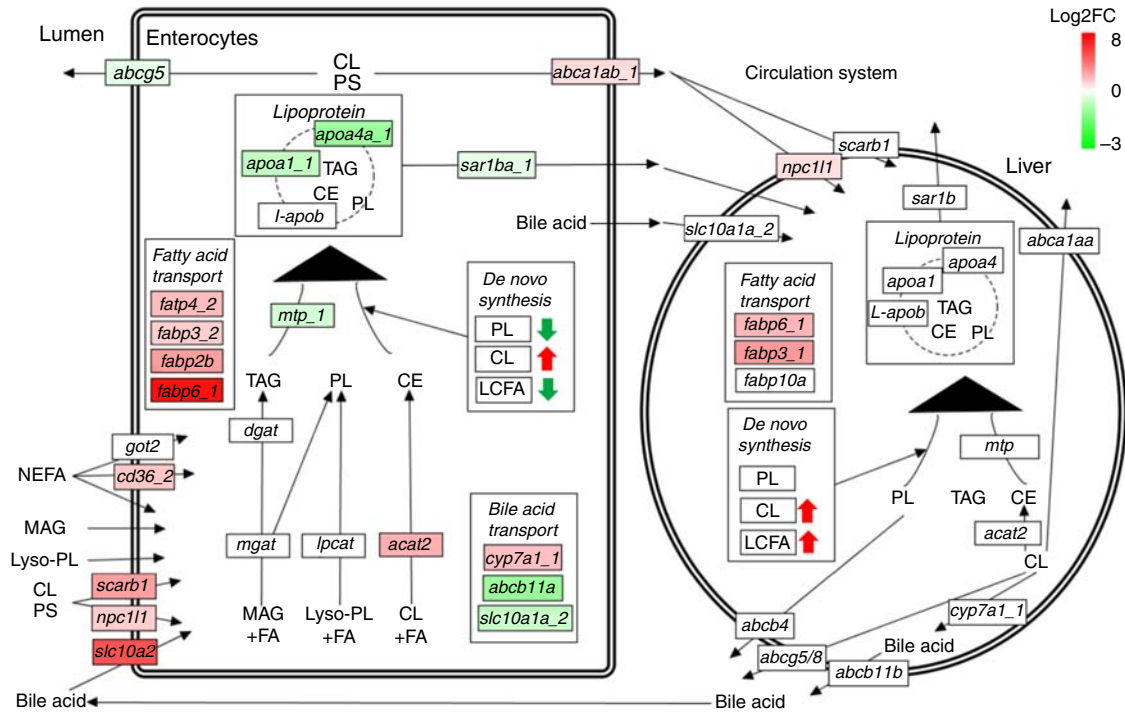 Log2FC
8
0
–3
Lumen
Enterocytes
abcg5
CL
PS
abca1ab_1
Circulation system
Lipoprotein
apoa4a_1
apoa1_1
TAG
CE
PL
l-apob
sar1ba_1
Bile acid
Fatty acid
transport
fatp4_2
fabp3_2
fabp2b
fabp6_1
mtp_1
De novo
synthesis
PL
CL
LCFA
TAG
PL
CE
dgat
got2
NEFA
cd36_2
MAG
Lyso-PL
CL
PS
scarb1
npc1l1
slc10a2
Bile acid
mgat
lpcat
acat2
MAG
+FA
Lyso-PL
+FA
CL
+FA
Bile acid
transport
cyp7a1_1
abcb11a
slc10a1a_2
scarb1
npc1l1
Liver
slc10a1a_2
sar1b
abca1aa
Lipoprotein
apoa4
apoa1
L-apob
TAG
CE
PL
Fatty acid
transport
fabp6_1
fabp3_1
fabp10a
De novo
synthesis
PL
CL
LCFA
mtp
PL
TAG
CE
acat2
CL
cyp7a1_1
abcb4
abcg5/8
Bile acid
abcb11b
Bile acid